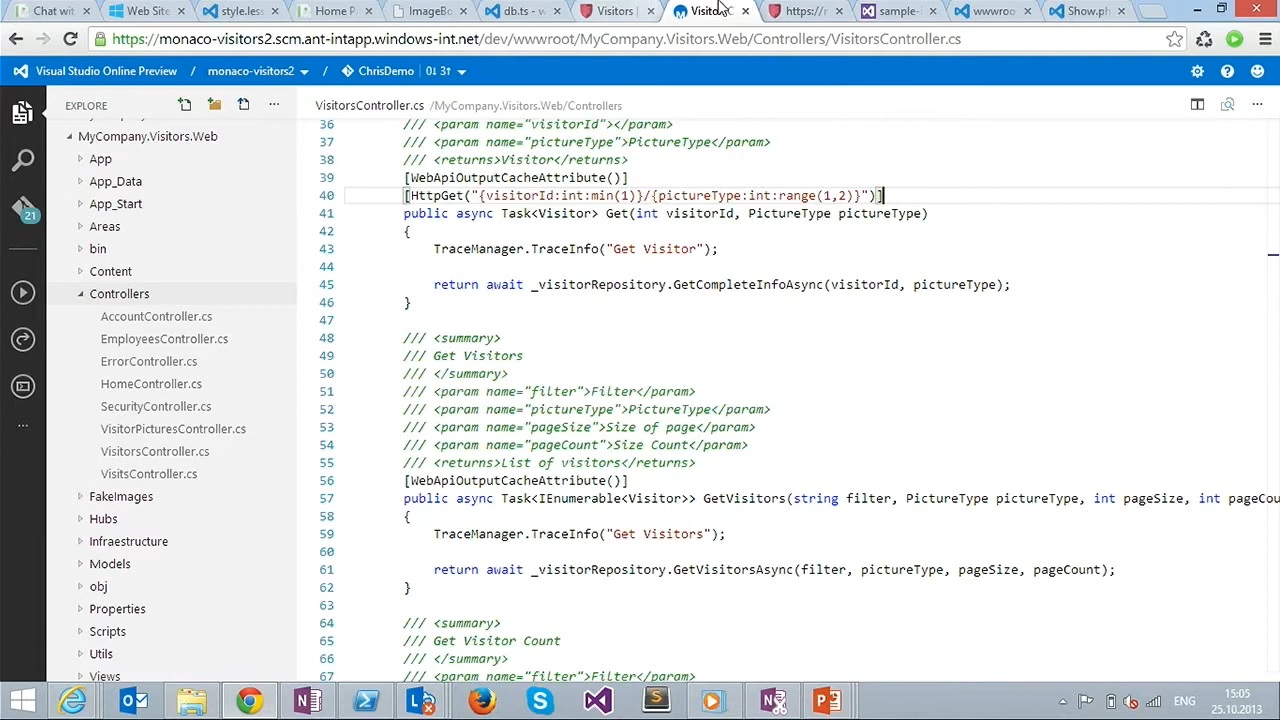 Chat wit
Web Site
style.less
Home P
ImageBo
db.ts - w
Visitors |
VisitorsC
https://
sample-
wwwroo
Show.ph
https://monaco-visitors2.scm.ant-intapp.windows-int.net/dev/wwwroot/MyCompany.Visitors.Web/Controllers/VisitorsController.cs
Visual Studio Online Preview / monaco-visitors2 / ChrisDemo 0↓ 3↑
EXPLORE
MyCompany.Visitors.Web
App
App_Data
App_Start
21
Areas
bin
Content
Controllers
AccountController.cs
EmployeesController.cs
ErrorController.cs
HomeController.cs
SecurityController.cs
VisitorPicturesController.cs
VisitorsController.cs
VisitsController.cs
FakeImages
Hubs
Infraestructure
Models
obj
Properties
Scripts
Utils
Views
VisitorsController.cs /MyCompany.Visitors.Web/Controllers
36 /// <param name="visitorId"></param>
37 /// <param name="pictureType">PictureType</param>
38 /// <returns>Visitor</returns>
39 [WebApiOutputCacheAttribute()]
40 [HttpGet("{visitorId:int:min(1)}/{pictureType:int:range(1,2)}")]
41 public async Task<Visitor> Get(int visitorId, PictureType pictureType)
42 {
43 TraceManager.TraceInfo("Get Visitor");
44
45 return await _visitorRepository.GetCompleteInfoAsync(visitorId, pictureType);
46 }
47
48 /// <summary>
49 /// Get Visitors
50 /// </summary>
51 /// <param name="filter">Filter</param>
52 /// <param name="pictureType">PictureType</param>
53 /// <param name="pageSize">Size of page</param>
54 /// <param name="pageCount">Size Count</param>
55 /// <returns>List of visitors</returns>
56 [WebApiOutputCacheAttribute()]
57 public async Task<IEnumerable<Visitor>> GetVisitors(string filter, PictureType pictureType, int pageSize, int pageCou
58 {
59 TraceManager.TraceInfo("Get Visitors");
60
61 return await _visitorRepository.GetVisitorsAsync(filter, pictureType, pageSize, pageCount);
62 }
63
64 /// <summary>
65 /// Get Visitor Count
66 /// </summary>
67 /// <param name="filter">Filter</param>
ENG
15:05
25.10.2013